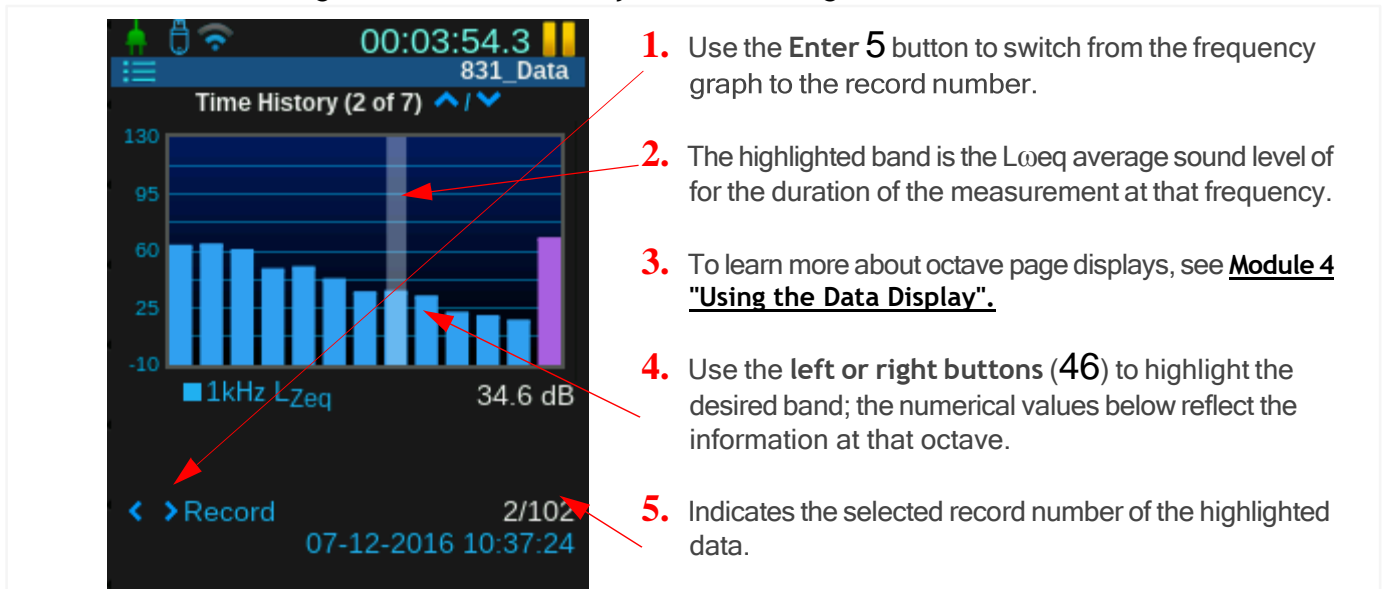 00:03:54.3
831_Data
Time History (2 of 7)
130
95
60
25
-10
1kHz LZeq 34.6 dB
< > Record 2/102
07-12-2016 10:37:24
1. Use the Enter 5 button to switch from the frequency
graph to the record number.
2. The highlighted band is the Lωeq average sound level of
for the duration of the measurement at that frequency.
3. To learn more about octave page displays, see Module 4
"Using the Data Display".
4. Use the left or right buttons (46) to highlight the
desired band; the numerical values below reflect the
information at that octave.
5. Indicates the selected record number of the highlighted
data.